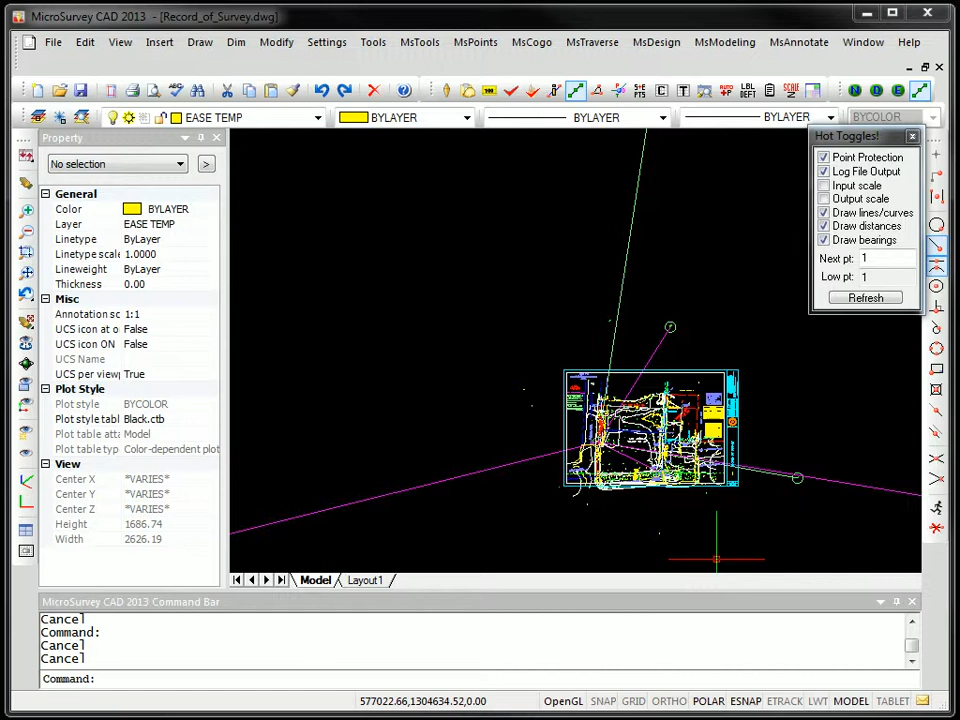 MicroSurvey CAD 2013 - [Record_of_Survey.dwg]
File Edit View Insert Draw Dim Modify Settings Tools MsTools MsPoints MsCogo MsTraverse MsDesign MsModeling MsAnnotate Window Help
EASE TEMP BYLAYER BYLAYER BYLAYER BYCOLOR
Property
No selection >
General
Color BYLAYER
Layer EASE TEMP
Linetype ByLayer
Linetype scale 1.0000
Lineweight ByLayer
Thickness 0.00
Misc
Annotation sc 1:1
UCS icon at o False
UCS icon ON False
UCS Name
UCS per viewp True
Plot Style
Plot style BYCOLOR
Plot style tabl Black.ctb
Plot table atta Model
Plot table typ Color-dependent plot
View
Center X *VARIES*
Center Y *VARIES*
Center Z *VARIES*
Height 1686.74
Width 2626.19
Hot Toggles!
Point Protection
Log File Output
Input scale
Output scale
Draw lines/curves
Draw distances
Draw bearings
Next pt: 1
Low pt: 1
Refresh
Model Layout1
MicroSurvey CAD 2013 Command Bar
Cancel
Command:
Cancel
Cancel
Command:
577022.66,1304634.52,0.00 OpenGL SNAP GRID ORTHO POLAR ESNAP ETRACK LWT MODEL TABLET